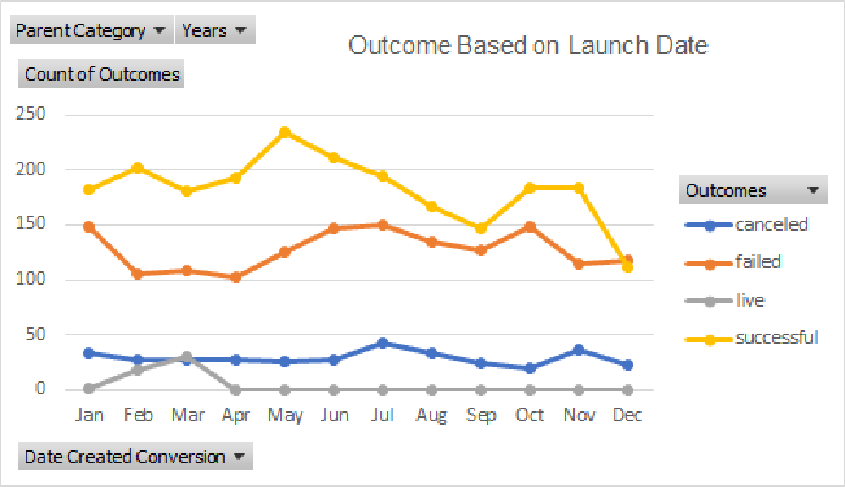 Parent Category Years
Outcome Based on Launch Date
Count of Outcomes
250
200
150
100
50
0
Jan Feb Mar Apr May Jun Jul Aug Sep Oct Nov Dec
Outcomes
canceled
failed
live
successful
Date Created Conversion